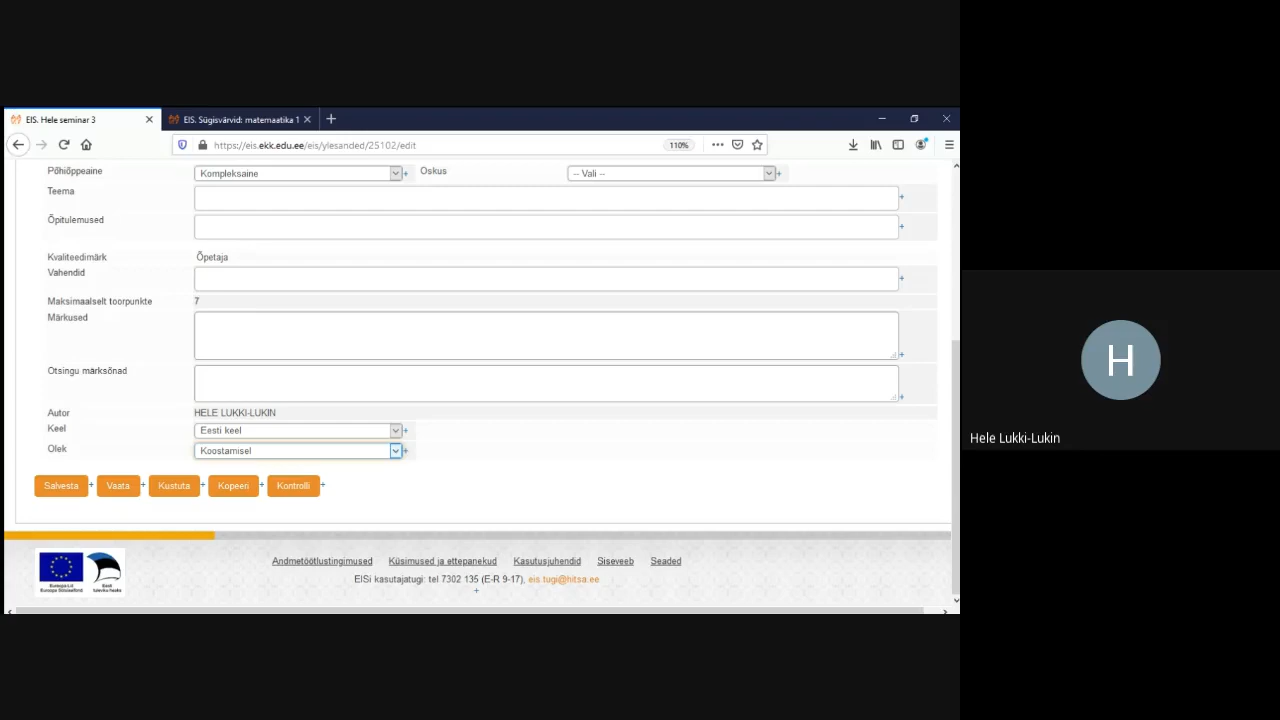 EIS. Hele seminar 3
EIS. Sügisvärvid: matemaatika 1
https://eis.ekk.edu.ee/eis/ylesanded/25102/edit
110%
Põhiõppeaine
Kompleksaine
Oskus
-- Vali --
Teema
Õpitulemused
Kvaliteedimärk
Õpetaja
Vahendid
Maksimaalselt toorpunkte
7
Märkused
Otsingu märksõnad
Autor
HELE LUKKI-LUKIN
Keel
Eesti keel
Olek
Koostamisel
Salvesta
Vaata
Kustuta
Kopeeri
Kontrolli
Andmetöötlustingimused
Küsimused ja ettepanekud
Kasutusjuhendid
Siseveeb
Seaded
EISi kasutajatugi: tel 7302 135 (E-R 9-17), eis.tugi@hitsa.ee
H
Hele Lukki-Lukin